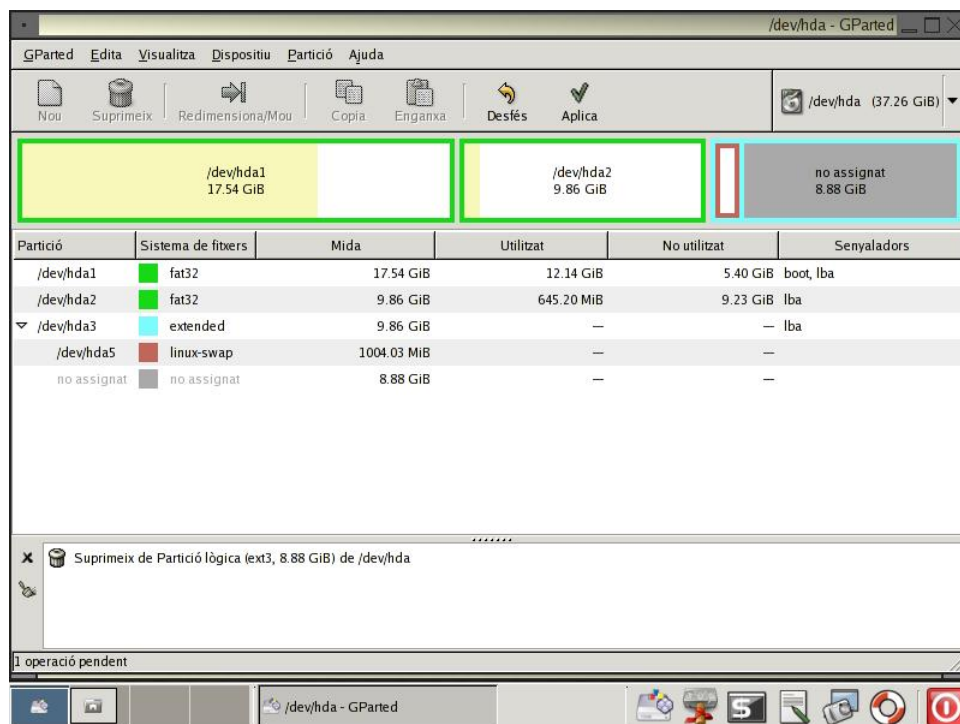 /dev/hda - GParted
GParted Edita Visualitza Dispositiu Partició Ajuda
Nou Suprimeix Redimensiona/Mou Copia Enganxa Desfés Aplica /dev/hda (37.26 GiB)
/dev/hda1
17.54 GiB
/dev/hda2
9.86 GiB
no assignat
8.88 GiB
Partició Sistema de fitxers Mida Utilitzat No utilitzat Senyaladors
/dev/hda1 fat32 17.54 GiB 12.14 GiB 5.40 GiB boot, lba
/dev/hda2 fat32 9.86 GiB 645.20 MiB 9.23 GiB lba
/dev/hda3 extended 9.86 GiB — — lba
/dev/hda5 linux-swap 1004.03 MiB — —
no assignat no assignat 8.88 GiB — —
Suprimeix de Partició lògica (ext3, 8.88 GiB) de /dev/hda
1 operació pendent
/dev/hda - GParted